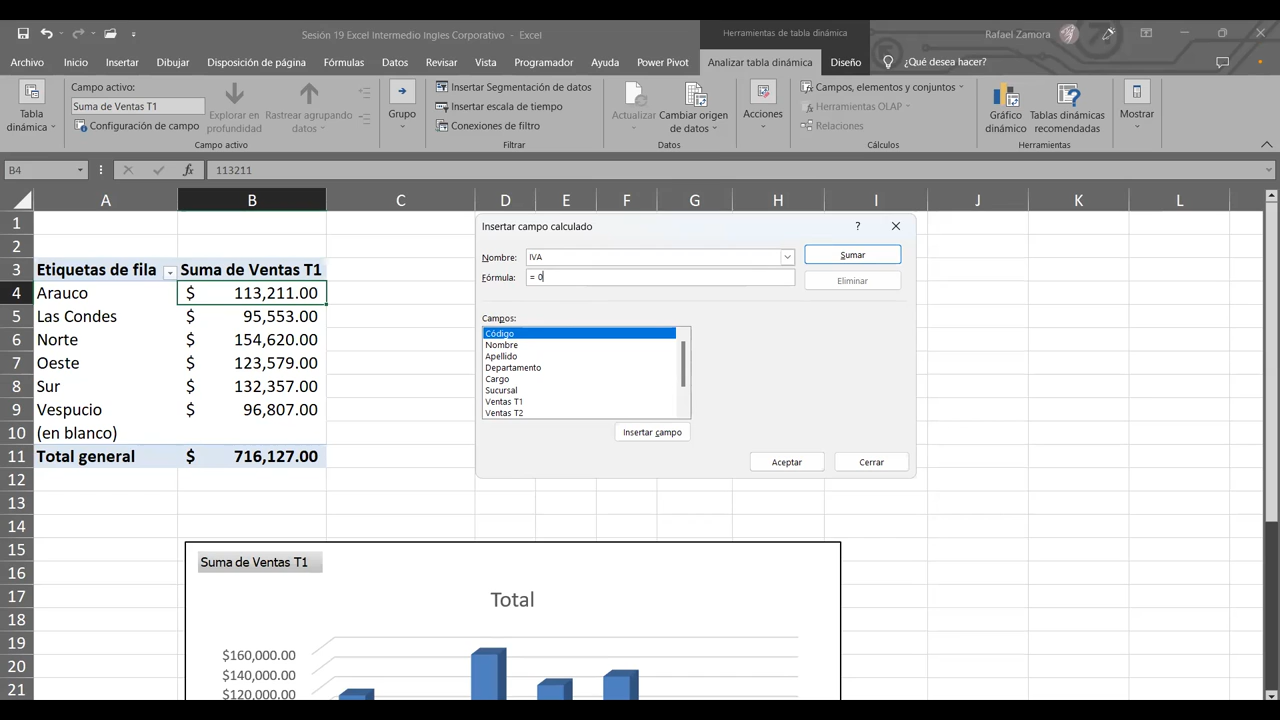 Sesión 19 Excel Intermedio Ingles Corporativo - Excel
Herramientas de tabla dinámica
Rafael Zamora
Archivo Inicio Insertar Dibujar Disposición de página Fórmulas Datos Revisar Vista Programador Ayuda Power Pivot Analizar tabla dinámica Diseño ¿Qué desea hacer?
Tabla dinámica
Campo activo:
Suma de Ventas T1
Configuración de campo
Explorar en profundidad
Rastrear agrupando datos
Campo activo
Grupo
Insertar Segmentación de datos
Insertar escala de tiempo
Conexiones de filtro
Filtrar
Actualizar
Cambiar origen de datos
Datos
Acciones
Campos, elementos y conjuntos
Herramientas OLAP
Relaciones
Cálculos
Gráfico dinámico
Tablas dinámicas recomendadas
Herramientas
Mostrar
B4 fx 113211
A B C D E F G H I J K L
1
2
3 Etiquetas de fila Suma de Ventas T1
4 Arauco $ 113,211.00
5 Las Condes $ 95,553.00
6 Norte $ 154,620.00
7 Oeste $ 123,579.00
8 Sur $ 132,357.00
9 Vespucio $ 96,807.00
10 (en blanco)
11 Total general $ 716,127.00
12
13
14
15
16
17
18
19
20
21
Insertar campo calculado ?
Nombre: IVA Sumar
Fórmula: = 0 Eliminar
Campos:
Código
Nombre
Apellido
Departamento
Cargo
Sucursal
Ventas T1
Ventas T2
Insertar campo
Aceptar Cerrar
Suma de Ventas T1
Total
$160,000.00
$140,000.00
$120,000.00